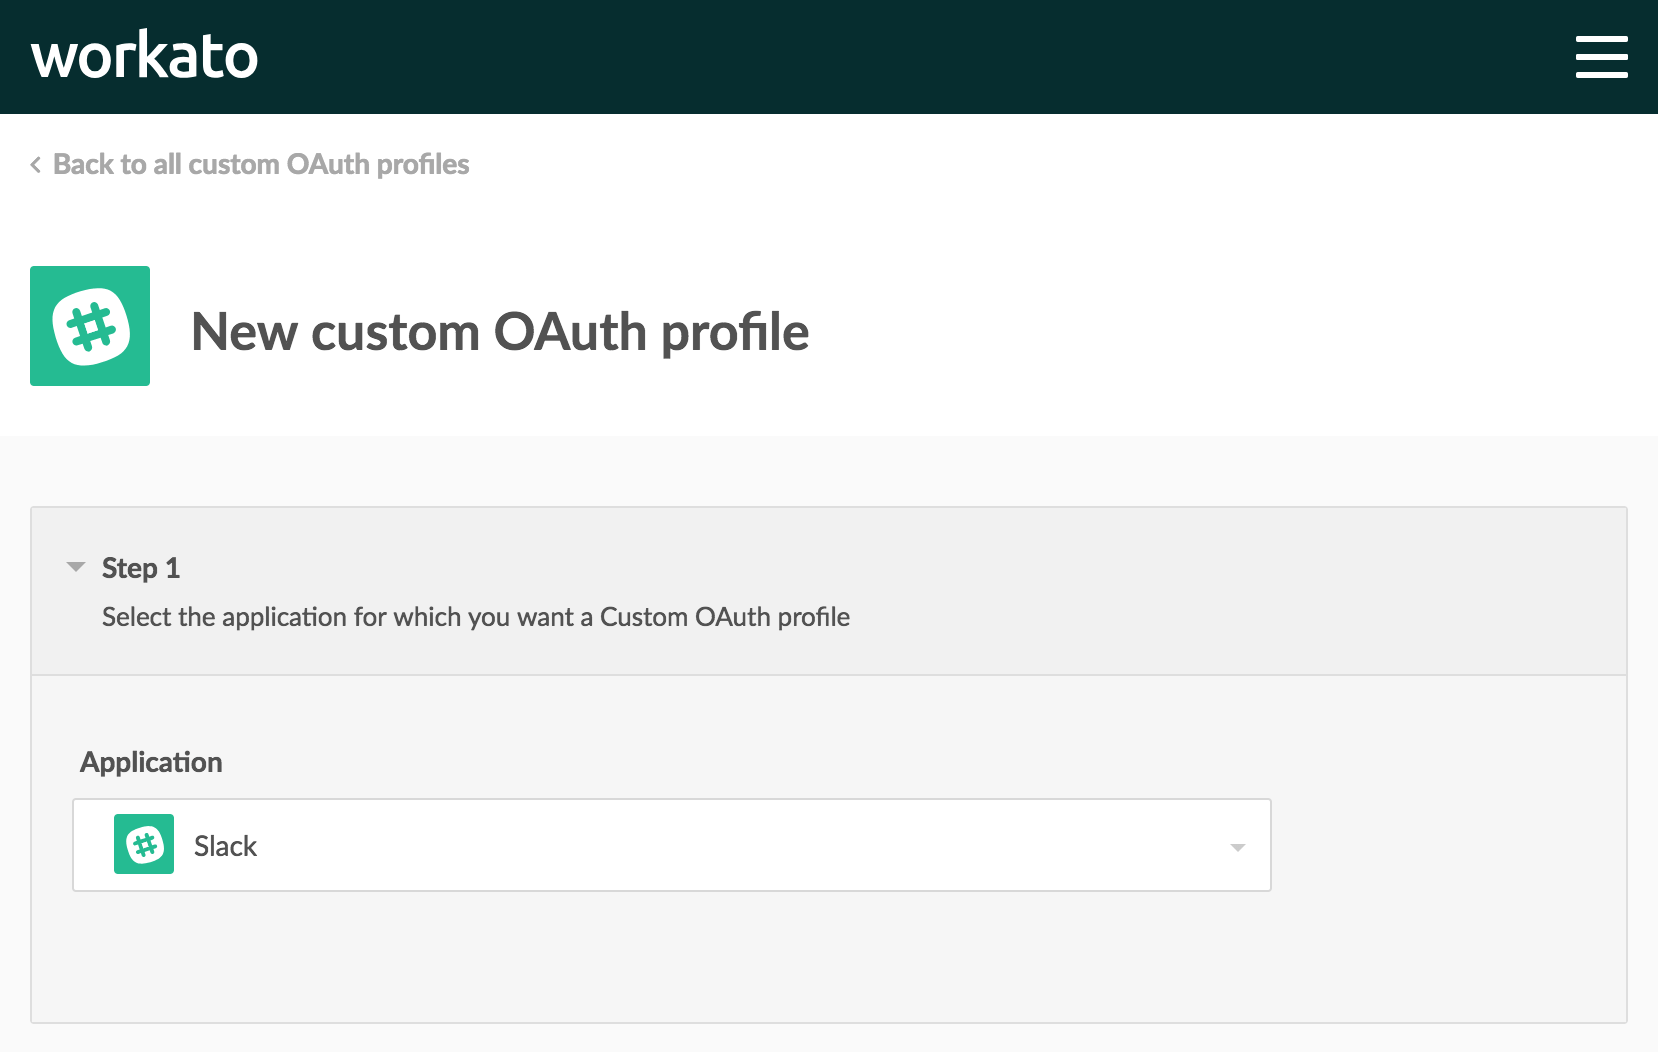 workato
Back to all custom OAuth profiles
New custom OAuth profile
Step 1
Select the application for which you want a Custom OAuth profile
Application
Slack